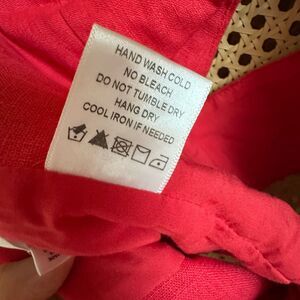 HAND WASH COLD
NO BLEACH
DO NOT TUMBLE DRY
HANG DRY
COOL IRON IF NEEDED